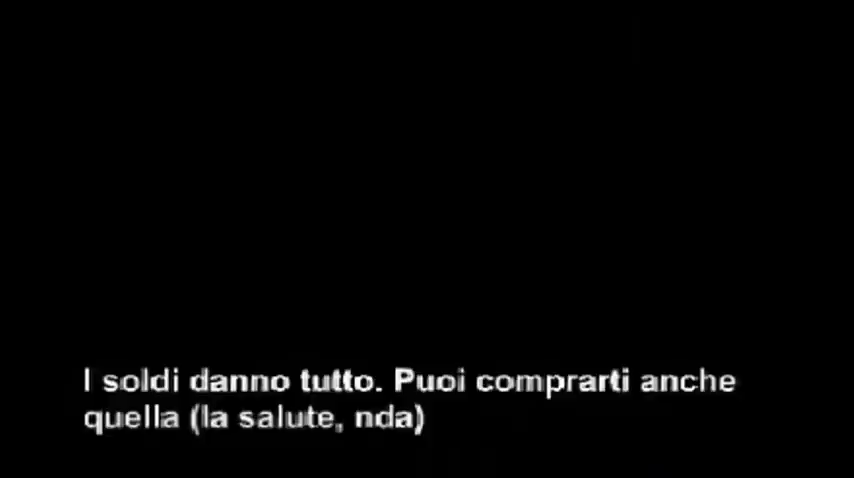 I soldi danno tutto. Puoi comprarti anche
quella (la salute, nda)